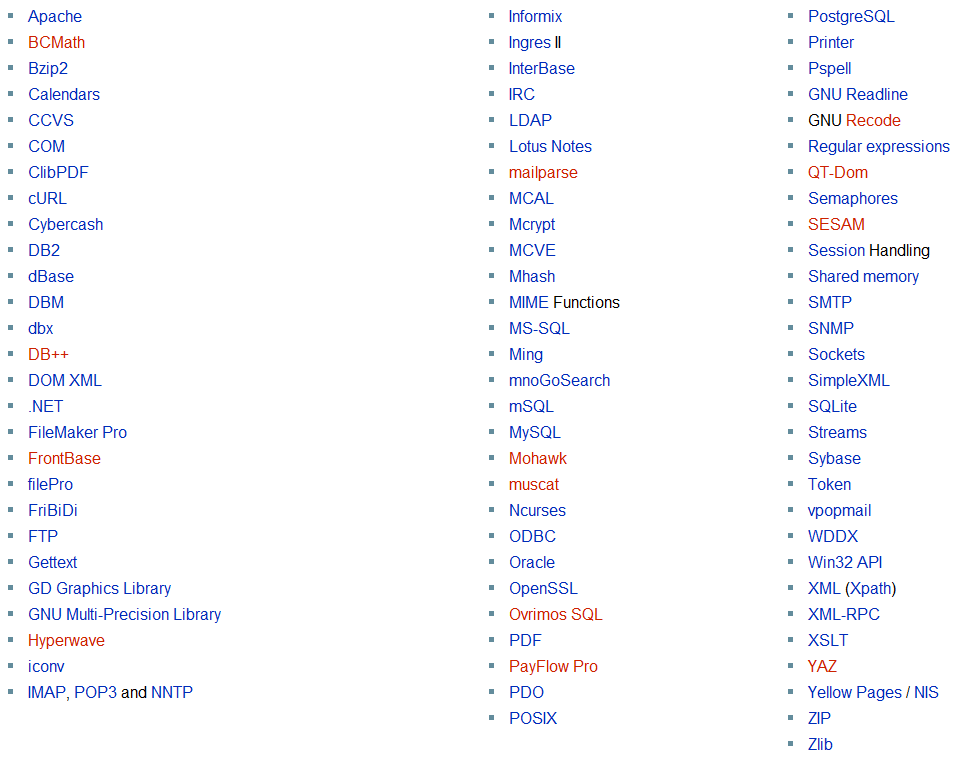 Apache
BCMath
Bzip2
Calendars
CCVS
COM
ClibPDF
cURL
Cybercash
DB2
dBase
DBM
dbx
DB++
DOM XML
.NET
FileMaker Pro
FrontBase
filePro
FriBiDi
FTP
Gettext
GD Graphics Library
GNU Multi-Precision Library
Hyperwave
iconv
IMAP, POP3 and NNTP
Informix
Ingres II
InterBase
IRC
LDAP
Lotus Notes
mailparse
MCAL
Mcrypt
MCVE
Mhash
MIME Functions
MS-SQL
Ming
mnoGoSearch
mSQL
MySQL
Mohawk
muscat
Ncurses
ODBC
Oracle
OpenSSL
Ovrimos SQL
PDF
PayFlow Pro
PDO
POSIX
PostgreSQL
Printer
Pspell
GNU Readline
GNU Recode
Regular expressions
QT-Dom
Semaphores
SESAM
Session Handling
Shared memory
SMTP
SNMP
Sockets
SimpleXML
SQLite
Streams
Sybase
Token
vpopmail
WDDX
Win32 API
XML (Xpath)
XML-RPC
XSLT
YAZ
Yellow Pages / NIS
ZIP
Zlib